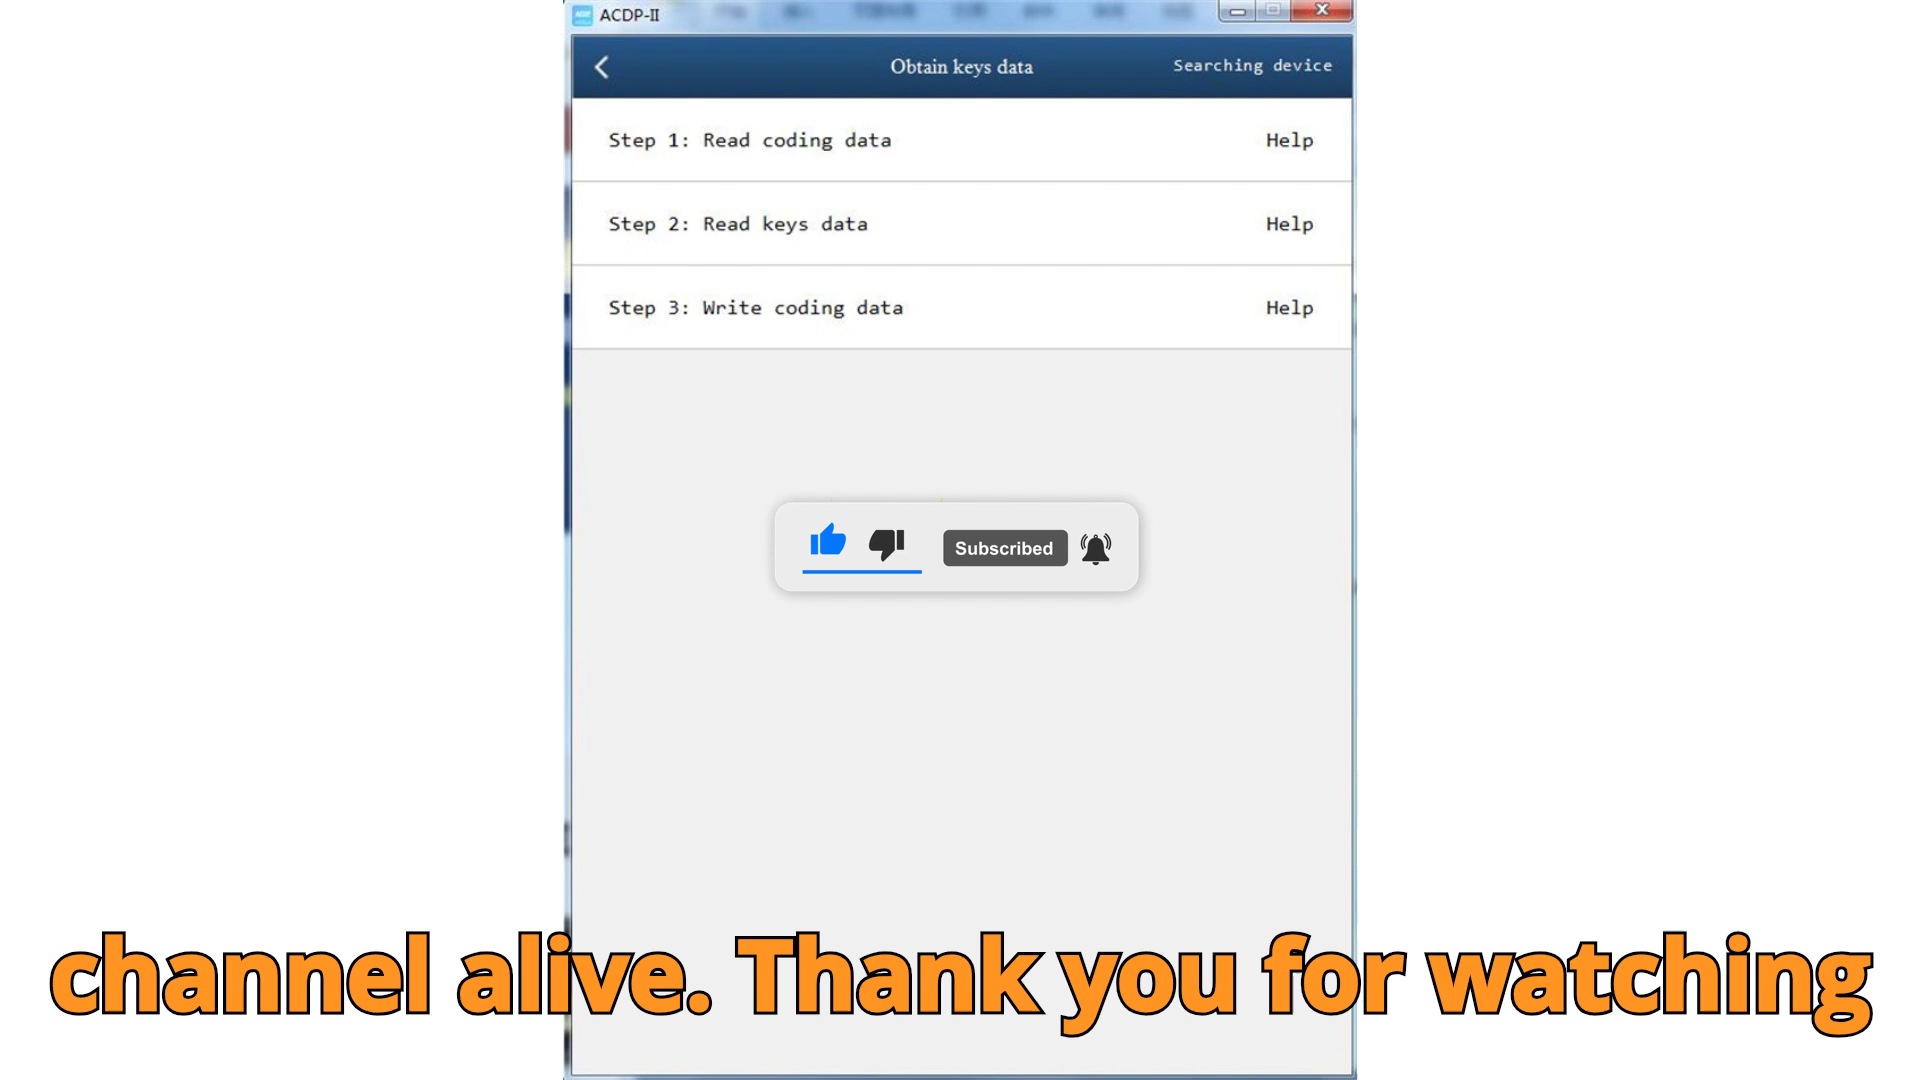 ACDP-II
Obtain keys data
Searching device
Step 1: Read coding data Help
Step 2: Read keys data Help
Step 3: Write coding data Help
Subscribed
channel alive. Thank you for watching